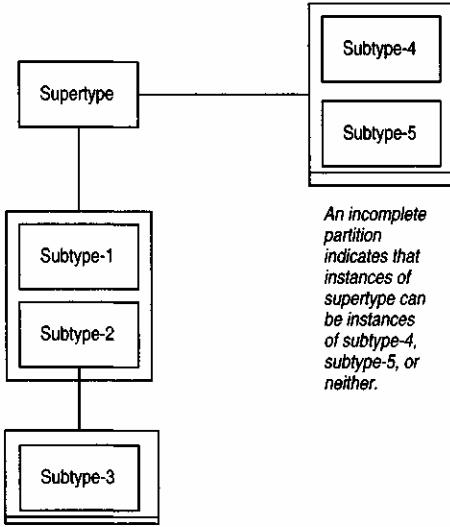 Subtype-4
Supertype
Subtype-5
Subtype-1
Subtype-2
Subtype-3
An incomplete
partition
indicates that
instances of
supertype can
be instances
of subtype-4,
subtype-5, or
neither.